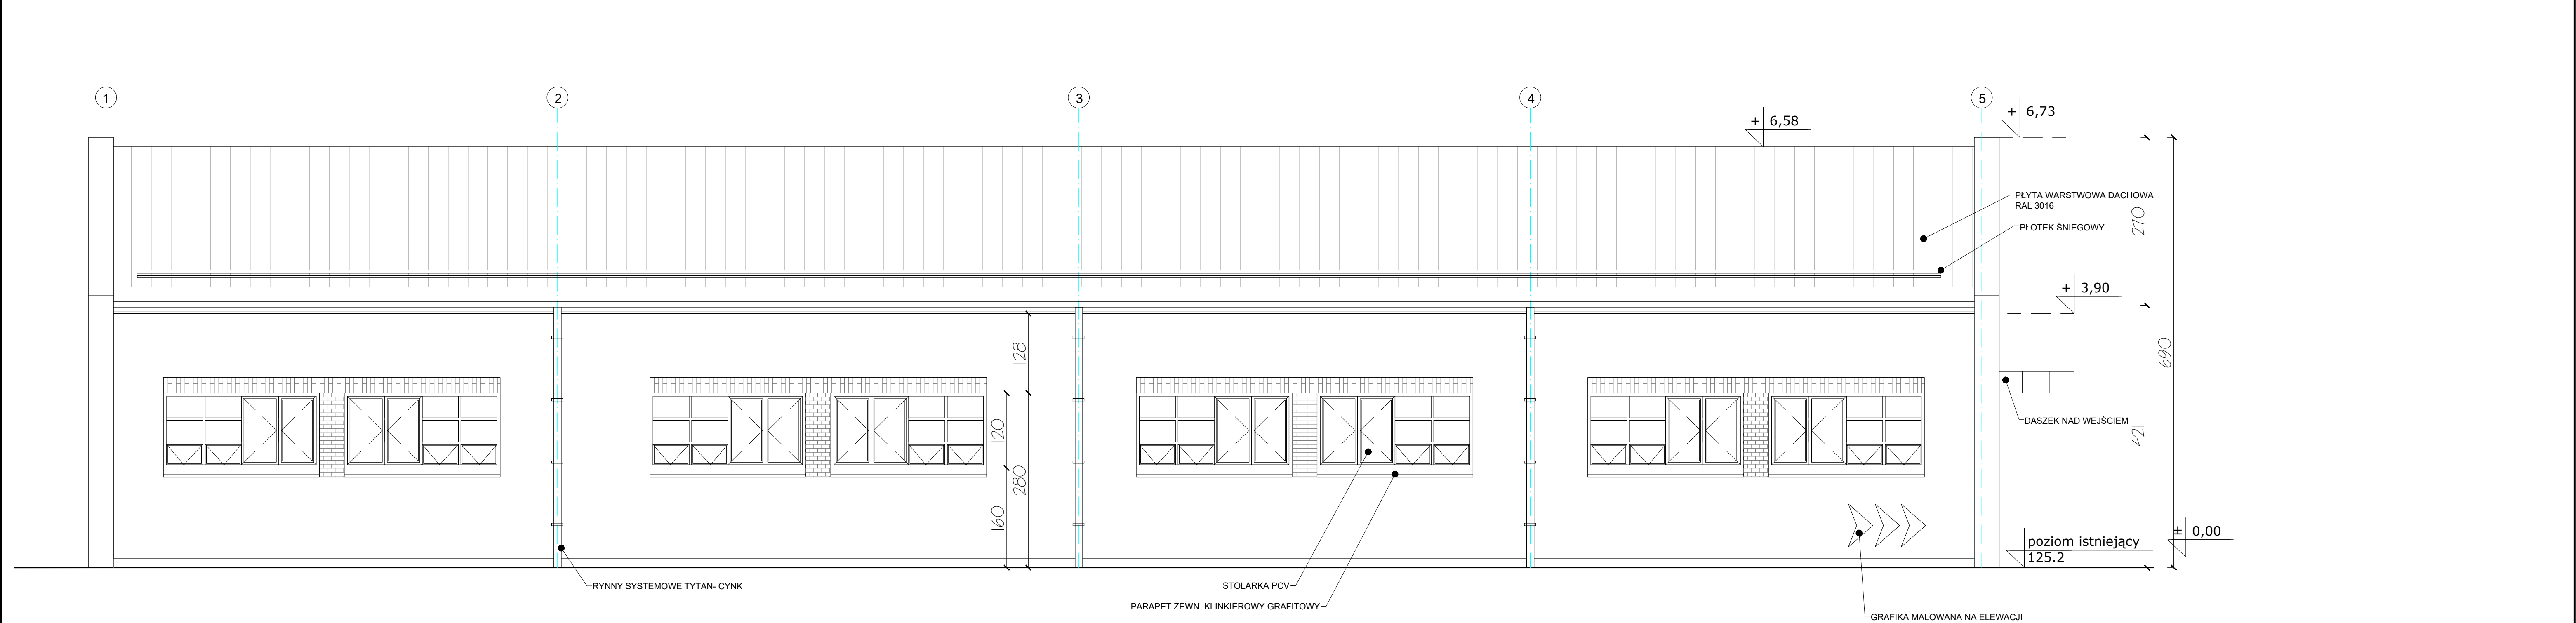 1
2
3
4
5
+ 6,73
+ 6,58
PŁYTA WARSTWOWA DACHOWA
RAL 3016
270
PŁOTEK ŚNIEGOWY
+ 3,90
128
690
120
DASZEK NAD WEJŚCIEM
421
280
160
± 0,00
poziom istniejący
125.2
RYNNY SYSTEMOWE TYTAN- CYNK
STOLARKA PCV
PARAPET ZEWN. KLINKIEROWY GRAFITOWY
GRAFIKA MALOWANA NA ELEWACJI